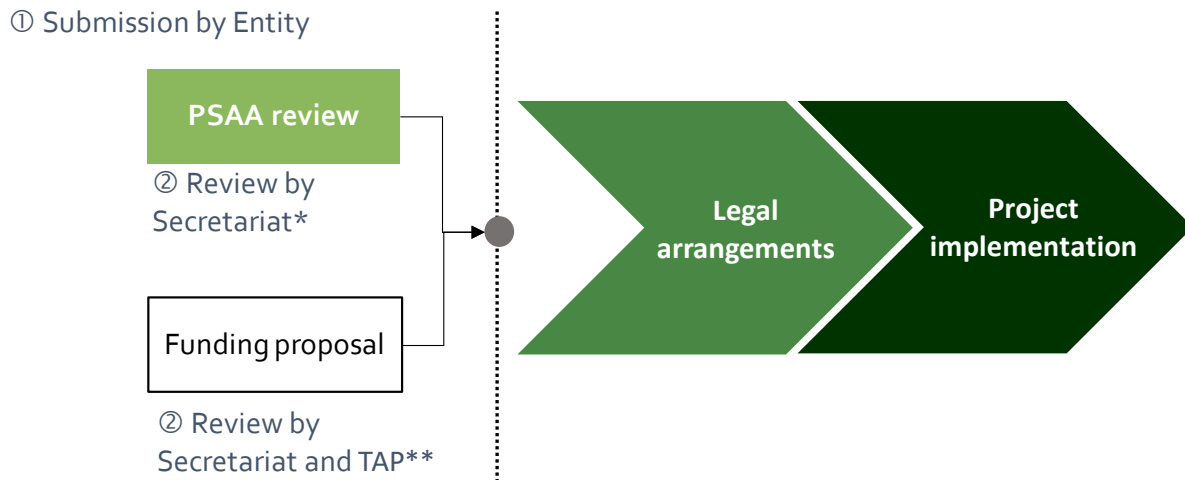 ① Submission by Entity
PSAA review
② Review by
Secretariat*
Funding proposal
② Review by
Secretariat and TAP**
Legal
arrangements
Project
implementation